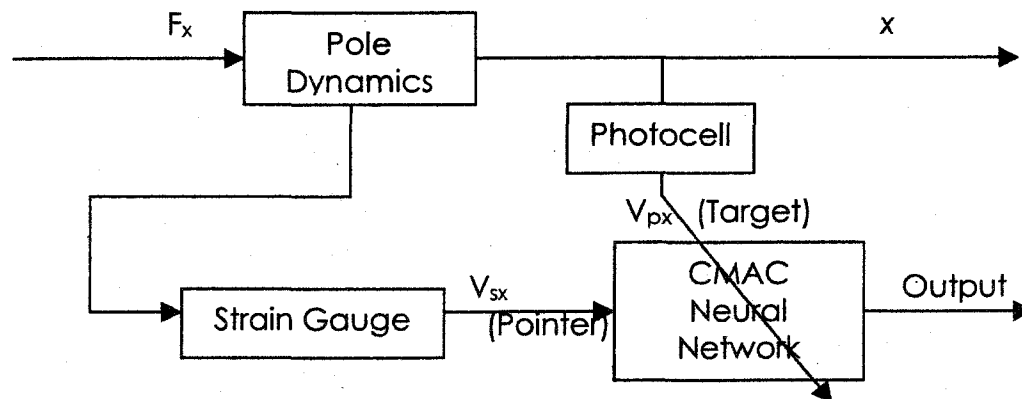 Fx
Pole
Dynamics
x
Photocell
Vpx (Target)
Strain Gauge
Vsx
(Pointer)
CMAC
Neural
Network
Output